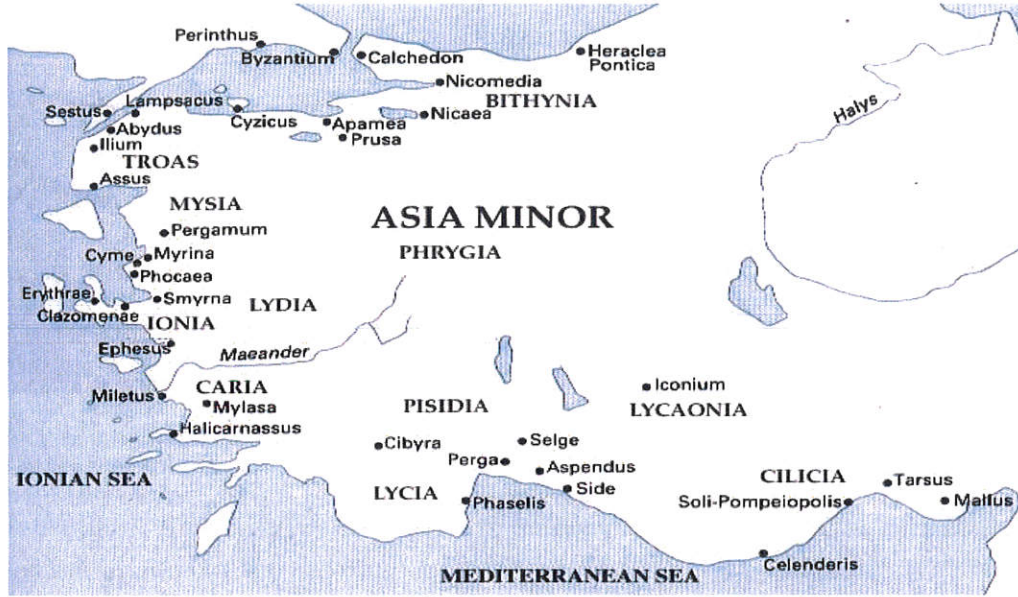 Perinthus
Byzantium
Calchedon
Heraclea
Pontica
Nicomedia
BITHYNIA
Halys
Sestus
Lampsacus
Cyzicus
Apamea
Nicaea
Abydus
Prusa
Ilium
TROAS
Assus
MYSIA
ASIA MINOR
Pergamum
PHRYGIA
Cyme
Myrina
Phocaea
Erythrae
Smyrna
LYDIA
Clazomenae
IONIA
Ephesus
Maeander
Miletus
CARIA
Mylasa
PISIDIA
Iconium
LYCAONIA
Halicarnassus
Cibyra
Selge
Perga
Aspendus
IONIAN SEA
LYCIA
Phaselis
Side
CILICIA
Tarsus
Soli-Pompeiopolis
Mallus
Celenderis
MEDITERRANEAN SEA